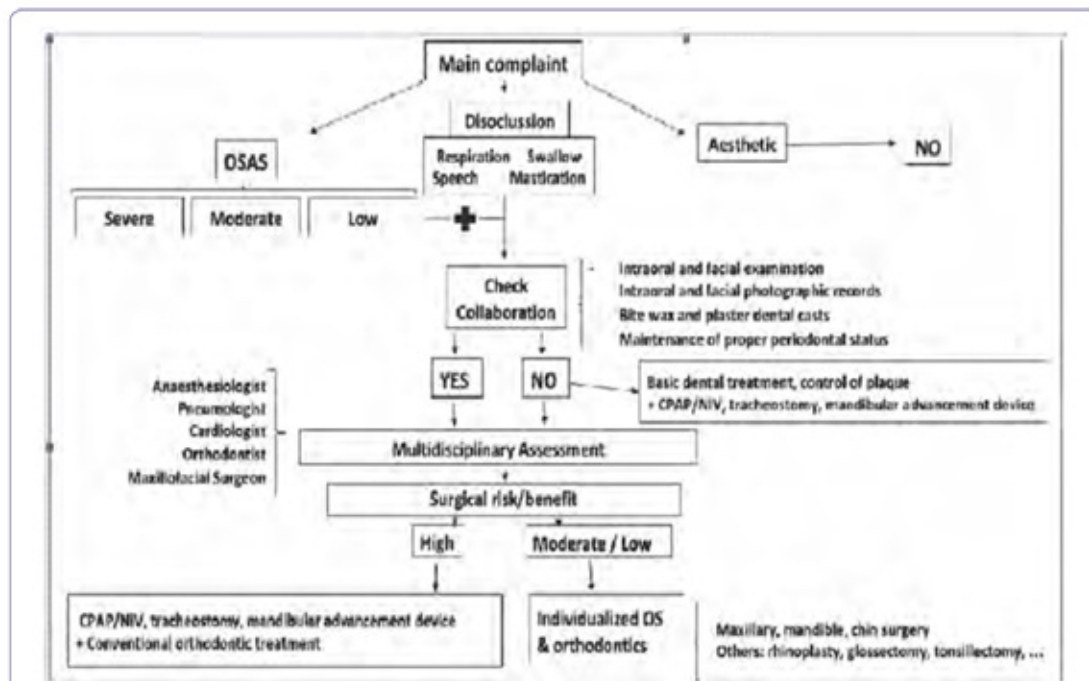 Main complaint
Disoclussion
Respiration Swallow
Speech Mastication
Aesthetic
NO
OSAS
Severe
Moderate
Low
Check
Collaboration
Intraoral and facial examination
Intraoral and facial photographic records
Bite wax and plaster dental casts
Maintenance of proper periodontal status
YES
NO
Basic dental treatment, control of plaque
+ CPAP/NIV, tracheostomy, mandibular advancement device
Anaesthesiologist
Pneumologist
Cardiologist
Orthodontist
Maxillofacial Surgeon
Multidisciplinary Assessment
Surgical risk/benefit
High
Moderate / Low
CPAP/NIV, tracheostomy, mandibular advancement device
+ Conventional orthodontic treatment
Individualized OS
& orthodontics
Maxillary, mandible, chin surgery
Others: rhinoplasty, glossectomy, tonsillectomy, ...